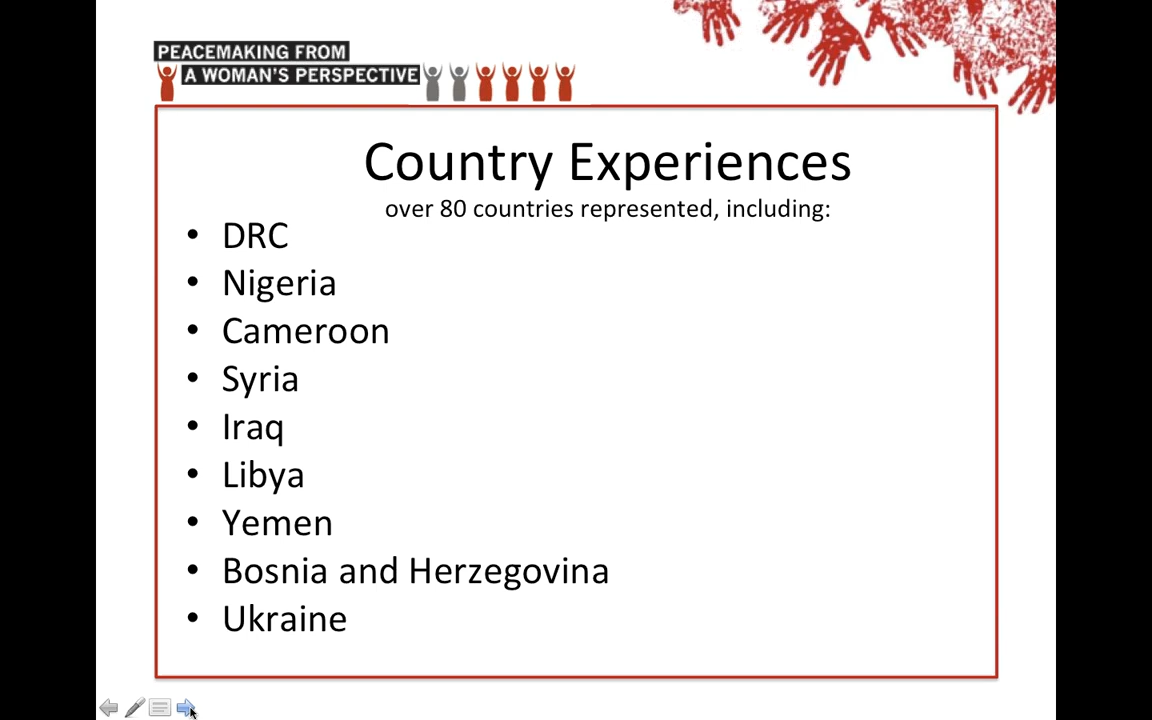 PEACEMAKING FROM
A WOMAN'S PERSPECTIVE
Country Experiences
over 80 countries represented, including:
• DRC
• Nigeria
• Cameroon
• Syria
• Iraq
• Libya
• Yemen
• Bosnia and Herzegovina
• Ukraine